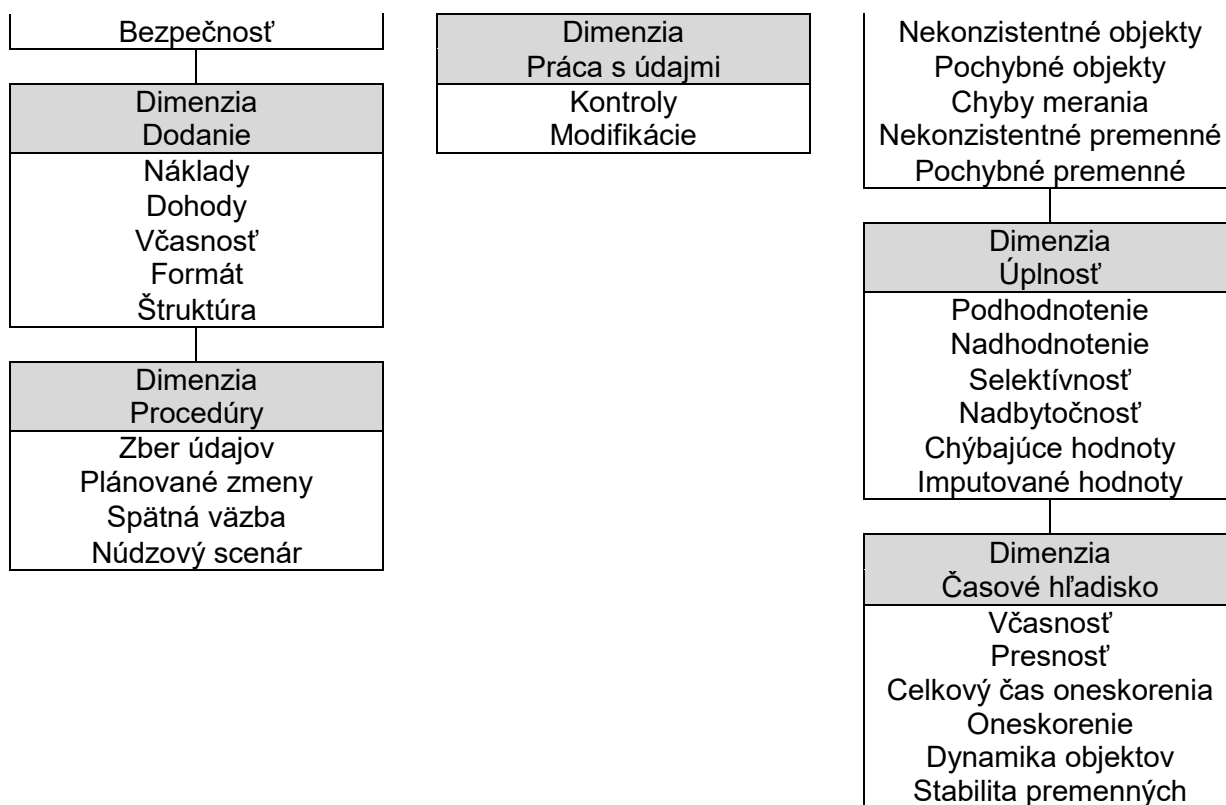 Bezpečnosť
Dimenzia
Dodanie
Náklady
Dohody
Včasnosť
Formát
Štruktúra
Dimenzia
Procedúry
Zber údajov
Plánované zmeny
Spätná väzba
Núdzový scenár
Dimenzia
Práca s údajmi
Kontroly
Modifikácie
Nekonzistentné objekty
Pochybné objekty
Chyby merania
Nekonzistentné premenné
Pochybné premenné
Dimenzia
Úplnosť
Podhodnotenie
Nadhodnotenie
Selektívnosť
Nadbytočnosť
Chýbajúce hodnoty
Imputované hodnoty
Dimenzia
Časové hľadisko
Včasnosť
Presnosť
Celkový čas oneskorenia
Oneskorenie
Dynamika objektov
Stabilita premenných